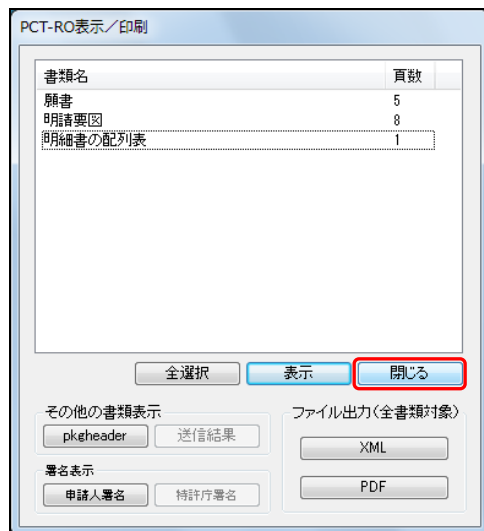 PCT-RO表示／印刷
書類名 頁数
願書 5
明請要図 8
明細書の配列表 1
全選択 表示 閉じる
その他の書類表示 ファイル出力(全書類対象)
pkgheader 送信結果 XML
署名表示
申請人署名 特許庁署名 PDF